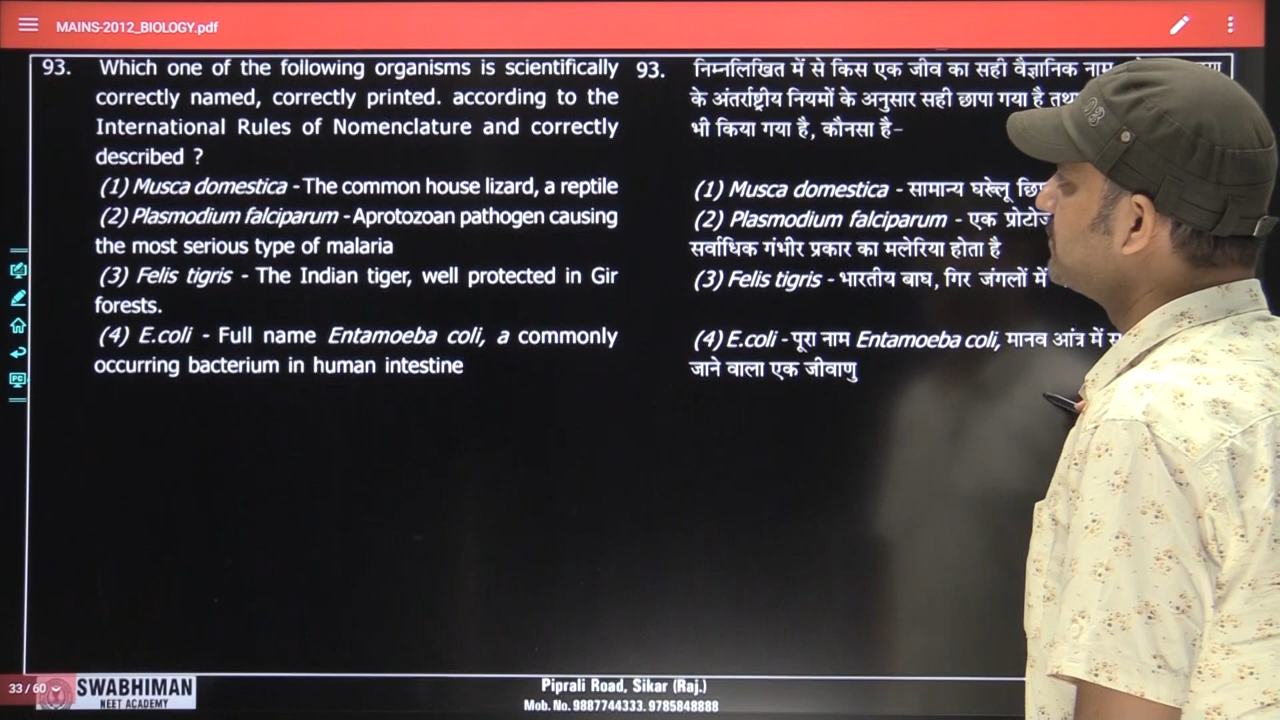 MAINS-2012_BIOLOGY.pdf
93. Which one of the following organisms is scientifically
correctly named, correctly printed. according to the
International Rules of Nomenclature and correctly
described ?
(1) Musca domestica - The common house lizard, a reptile
(2) Plasmodium falciparum - Aprotozoan pathogen causing
the most serious type of malaria
(3) Felis tigris - The Indian tiger, well protected in Gir
forests.
(4) E.coli - Full name Entamoeba coli, a commonly
occurring bacterium in human intestine
93. निम्नलिखित में से किस एक जीव का सही वैज्ञानिक नाम
के अंतर्राष्ट्रीय नियमों के अनुसार सही छापा गया है
भी किया गया है, कौनसा है-
(1) Musca domestica - सामान्य घरेलू
(2) Plasmodium falciparum - एक
सर्वाधिक गंभीर प्रकार का मलेरिया होता है
(3) Felis tigris - भारतीय बाघ, गिर जंगलों में
(4) E.coli - पूरा नाम Entamoeba coli, मानव आंत्र में
जाने वाला एक जीवाणु
PC
33 / 60
SWABHIMAN
NEET ACADEMY
Piprali Road, Sikar (Raj.)
Mob. No. 9887744333. 9785848888